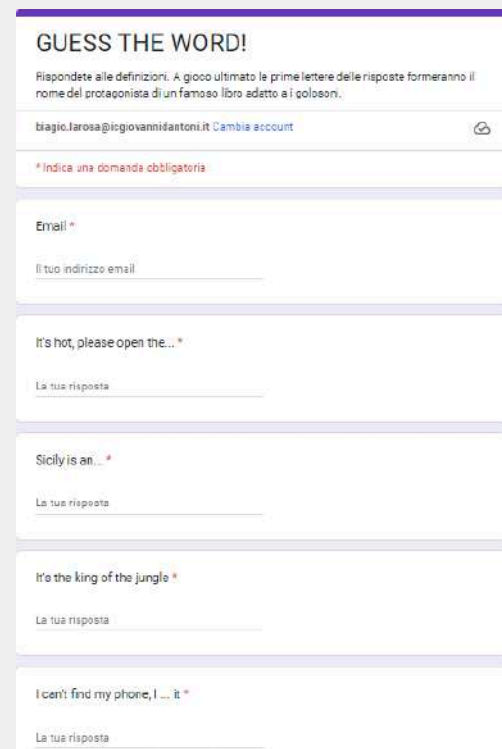 GUESS THE WORD!
Rispondete alle definizioni. A gioco ultimato le prime lettere delle risposte formeranno il
nome del protagonista di un famoso libro adatto a i golosoni.
biagio.larosa@icgiovannidantoni.it Cambia account
* Indica una domanda obbligatoria
Email *
Il tuo indirizzo email
It's hot, please open the... *
La tua risposta
Sicily is an... *
La tua risposta
It's the king of the jungle *
La tua risposta
I can't find my phone, I ... it *
La tua risposta